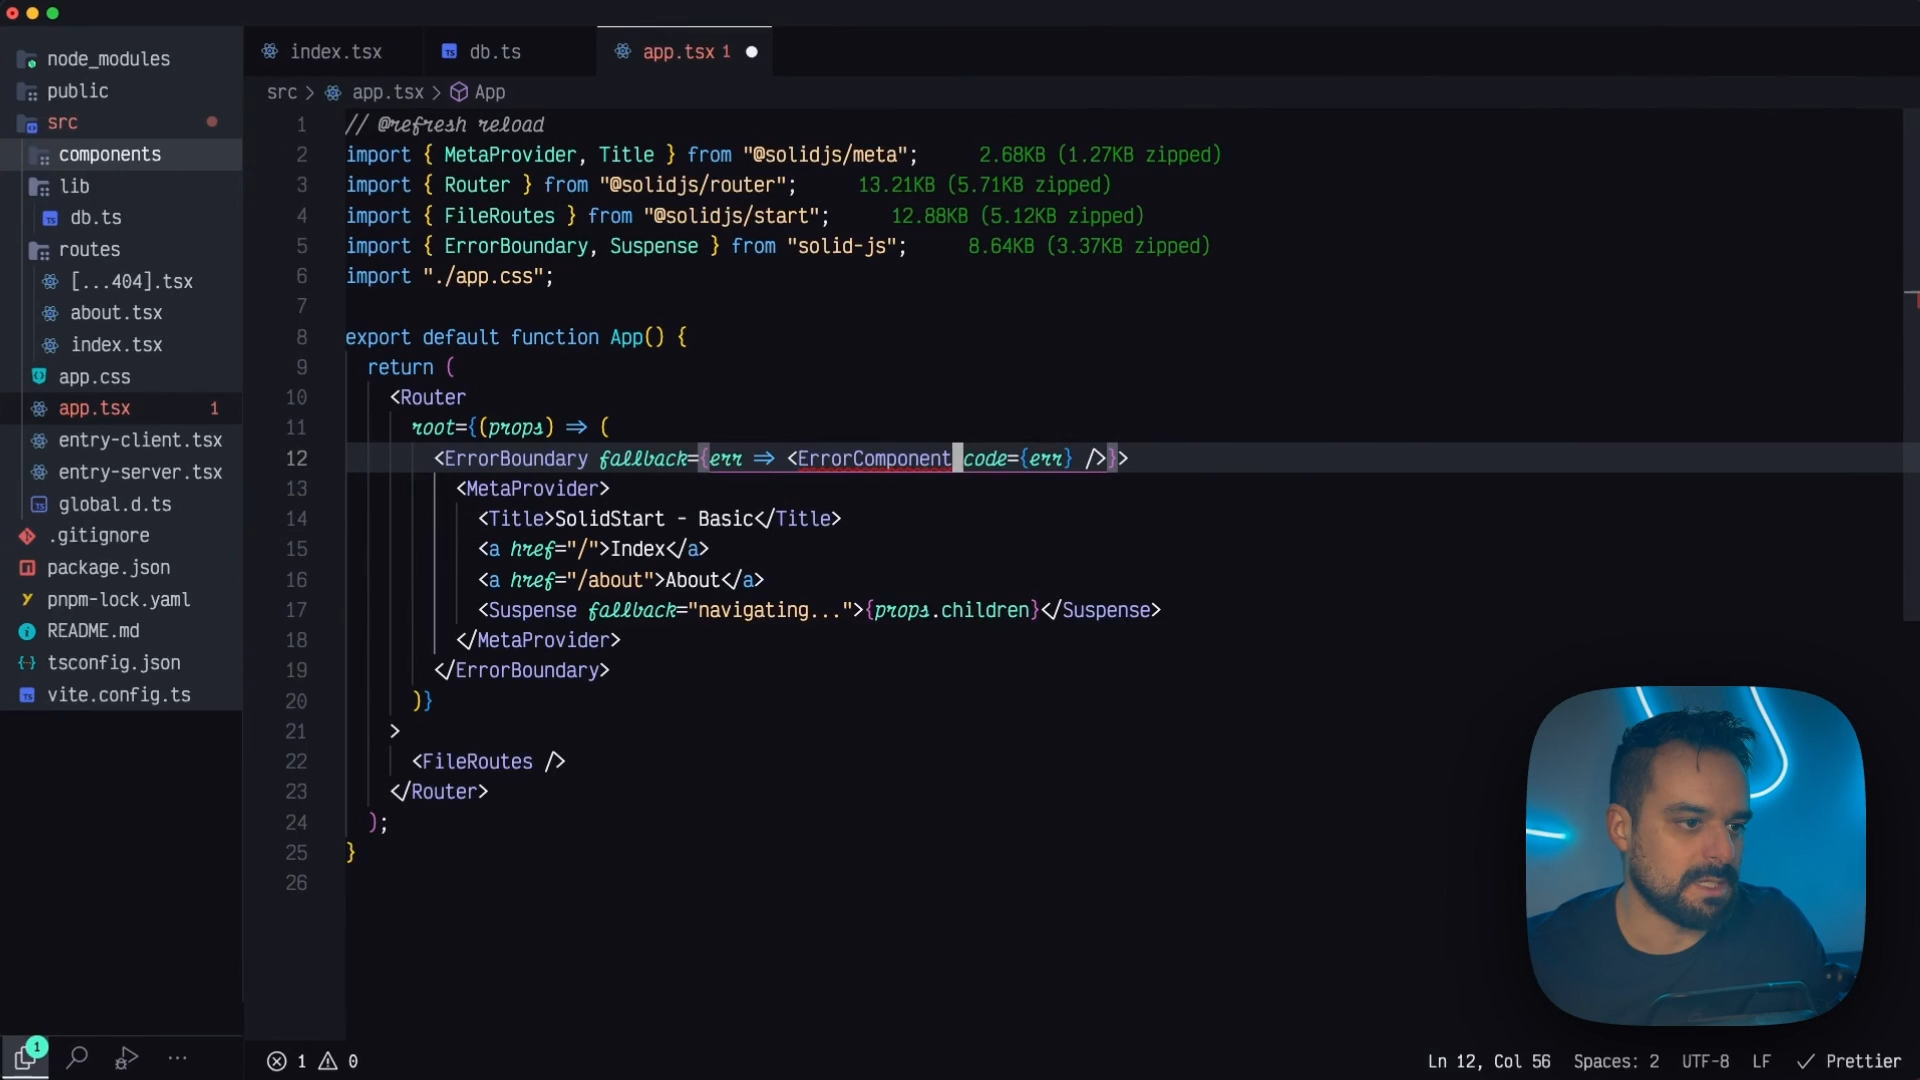 index.tsx
db.ts
app.tsx 1
src > app.tsx > App
node_modules
public
src
components
lib
db.ts
routes
[...404].tsx
about.tsx
index.tsx
app.css
app.tsx 1
entry-client.tsx
entry-server.tsx
global.d.ts
.gitignore
package.json
pnpm-lock.yaml
README.md
tsconfig.json
vite.config.ts
1 // @refresh reload
2 import { MetaProvider, Title } from "@solidjs/meta"; 2.68KB (1.27KB zipped)
3 import { Router } from "@solidjs/router"; 13.21KB (5.71KB zipped)
4 import { FileRoutes } from "@solidjs/start"; 12.88KB (5.12KB zipped)
5 import { ErrorBoundary, Suspense } from "solid-js"; 8.64KB (3.37KB zipped)
6 import "./app.css";
7
8 export default function App() {
9 return (
10 <Router
11 root={(props) => (
12 <ErrorBoundary fallback={err => <ErrorComponent code={err} />}>
13 <MetaProvider>
14 <Title>SolidStart - Basic</Title>
15 <a href="/">Index</a>
16 <a href="/about">About</a>
17 <Suspense fallback="navigating...">{props.children}</Suspense>
18 </MetaProvider>
19 </ErrorBoundary>
20 )}
21 >
22 <FileRoutes />
23 </Router>
24 );
25 }
26
1
1 0
Ln 12, Col 56 Spaces: 2 UTF-8 LF Prettier